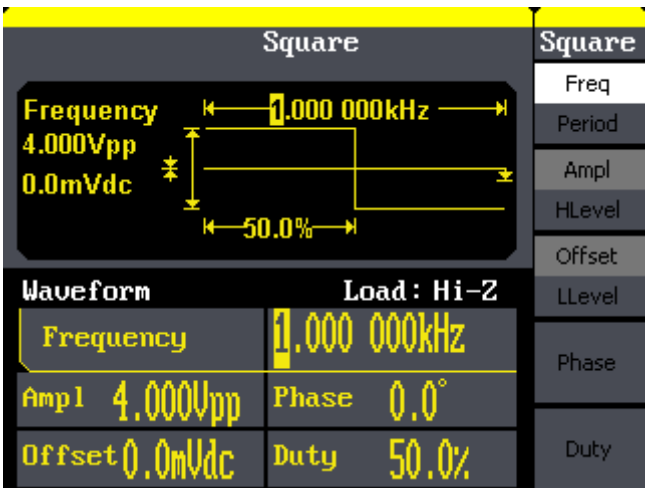 Square
Frequency 1.000 000kHz
4.000Vpp
0.0mVdc
50.0%
Waveform Load: Hi-Z
Frequency 1.000 000kHz
Ampl 4.000Vpp Phase 0.0°
Offset 0.0mVdc Duty 50.0%
Square
Freq
Period
Ampl
HLevel
Offset
LLevel
Phase
Duty